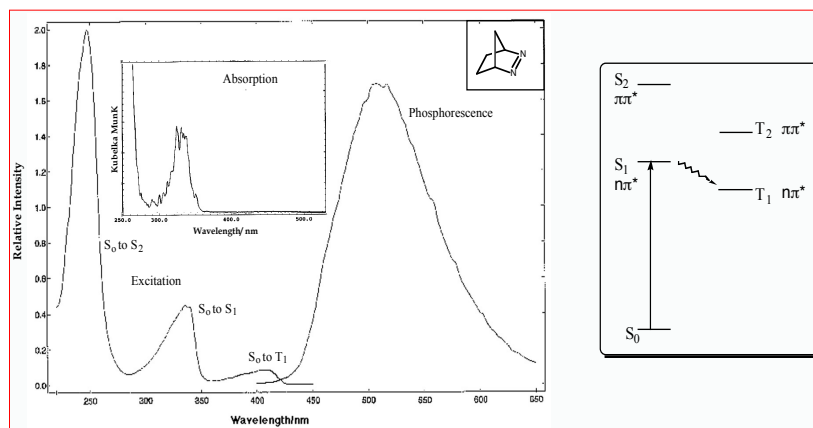 2.0
1.8
1.6
1.4
1.2
1.0
0.8
0.6
0.4
0.2
0.0
Relative Intensity
250
300
350
400
450
500
550
600
650
Wavelength/nm
So to S2
Excitation
So to S1
So to T1
Phosphorescence
Absorption
Kubelka MunK
250.0
300.0
400.0
500.0
Wavelength/ nm
N
N
S2
ππ*
T2 ππ*
S1
nπ*
T1 nπ*
S0